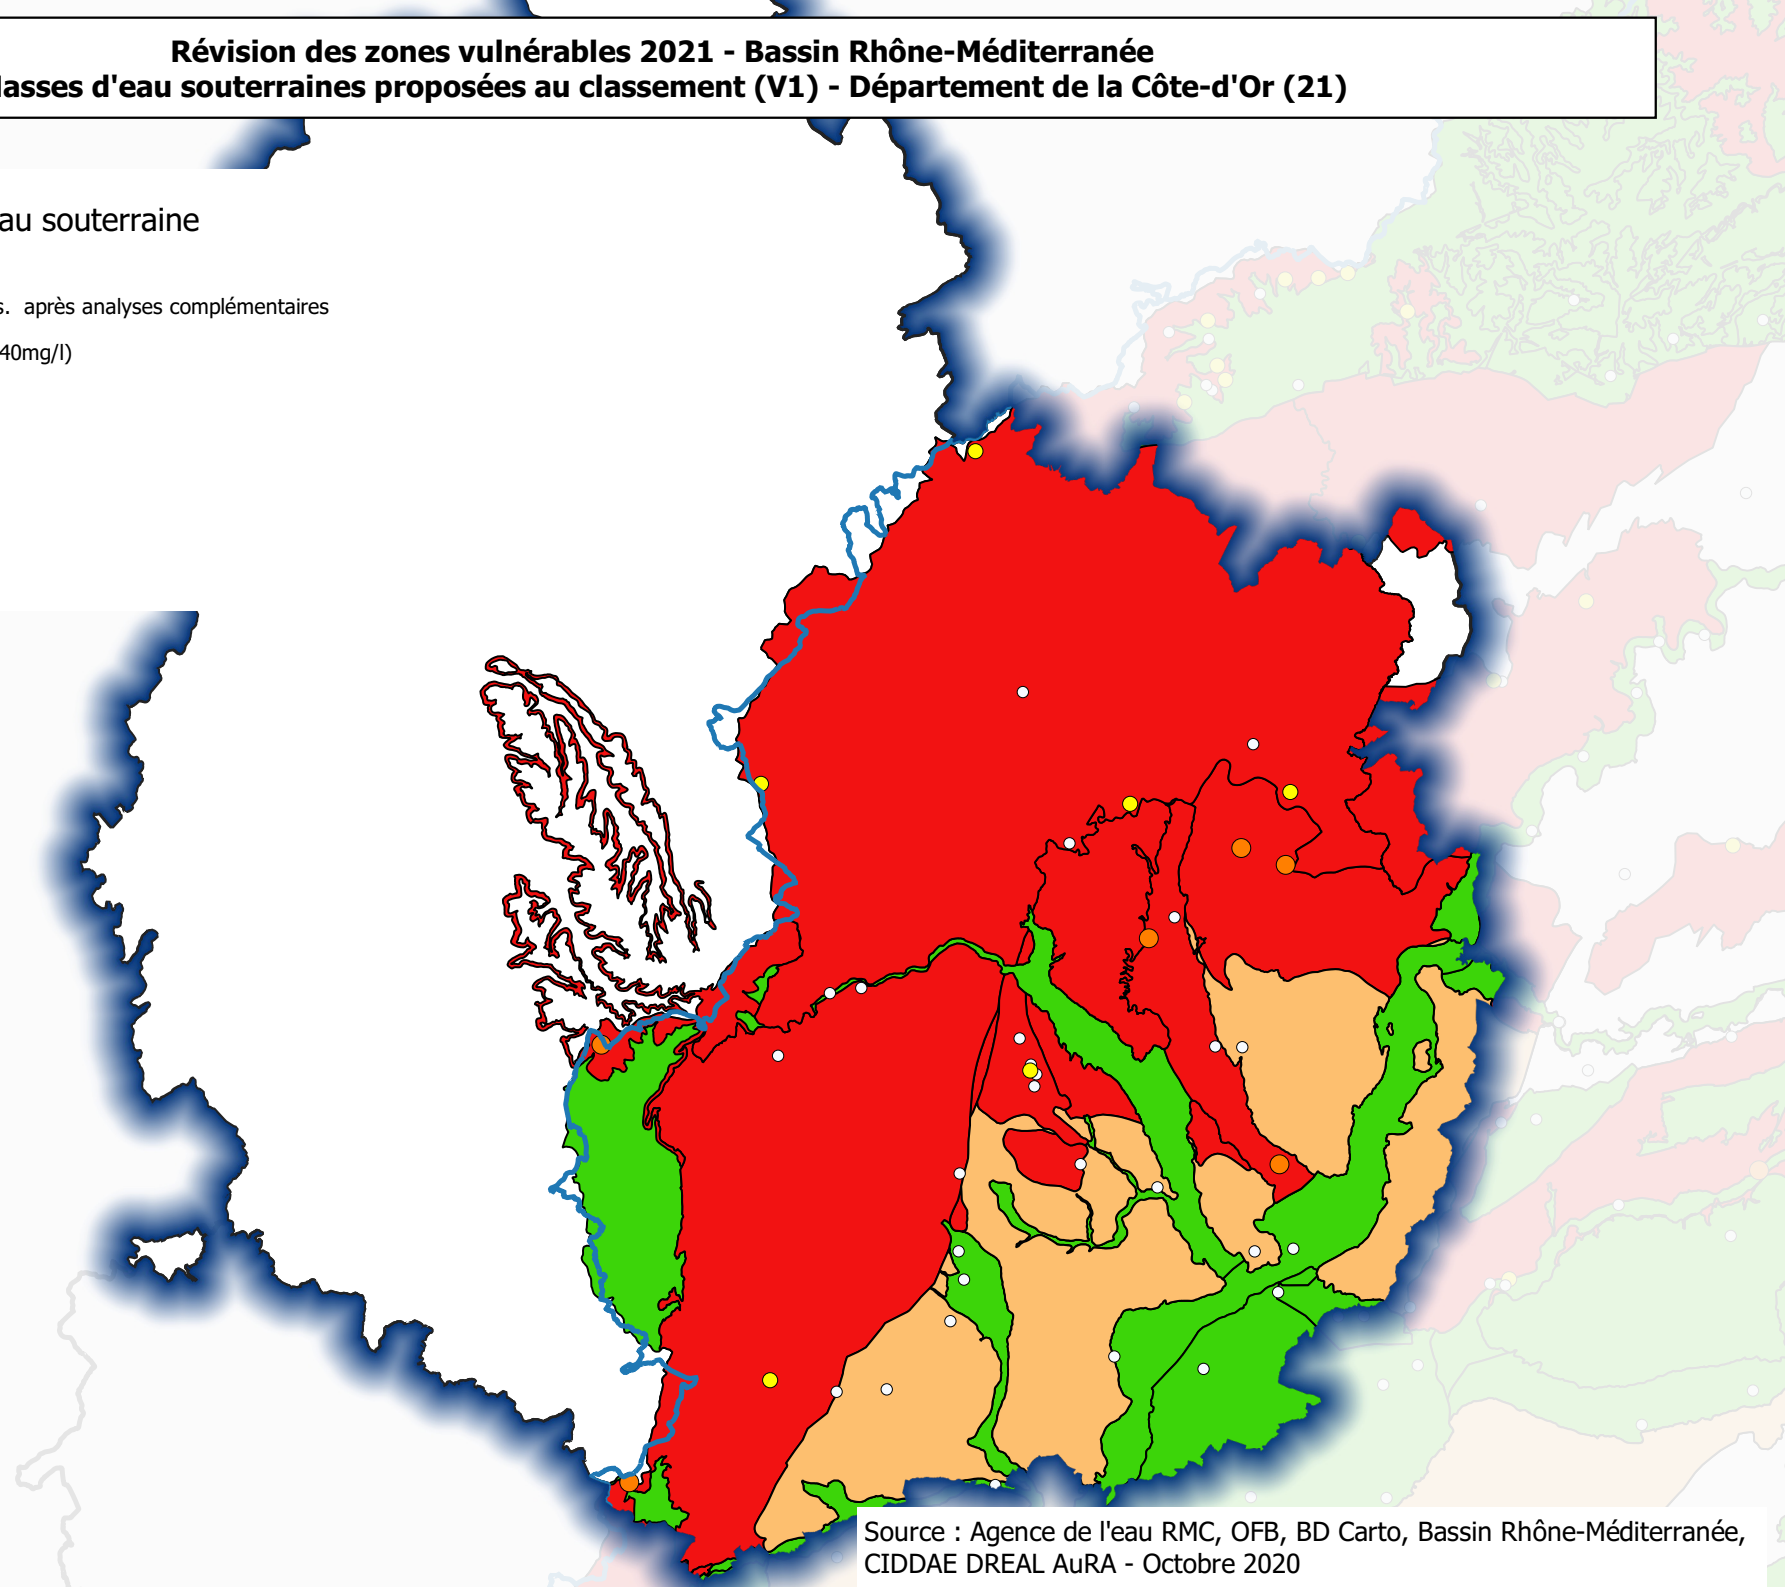 Révision des zones vulnérables 2021 - Bassin Rhône-Méditerranée
d'eau souterraines proposées au classement (V1) - Département de la Côte-d'Or (21)
souterraine
après analyses complémentaires
40mg/l)
Source : Agence de l'eau RMC, OFB, BD Carto, Bassin Rhône-Méditerranée,
CIDDAE DREAL AuRA - Octobre 2020